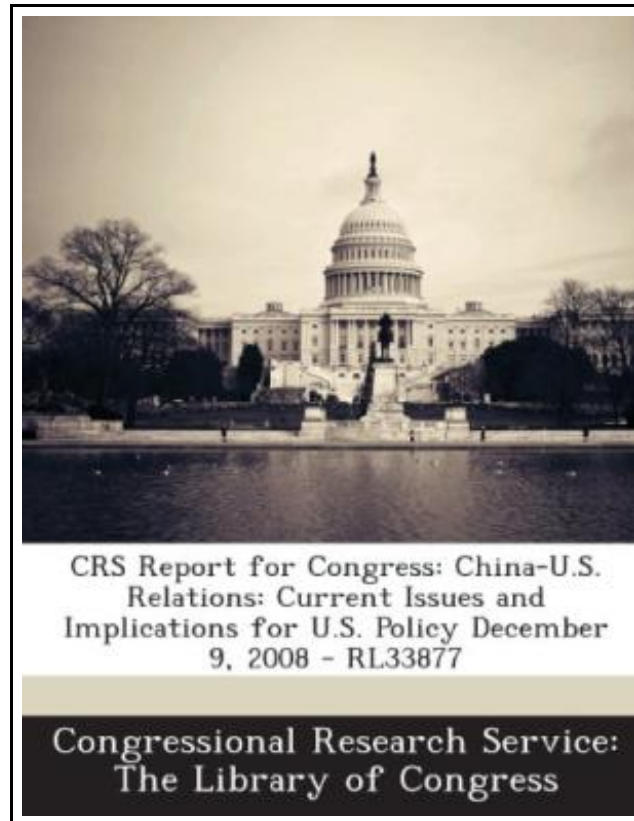 CRS Report for Congress: China-U.S.
Relations: Current Issues and
Implications for U.S. Policy December
9, 2008 - RL33877
Congressional Research Service:
The Library of Congress